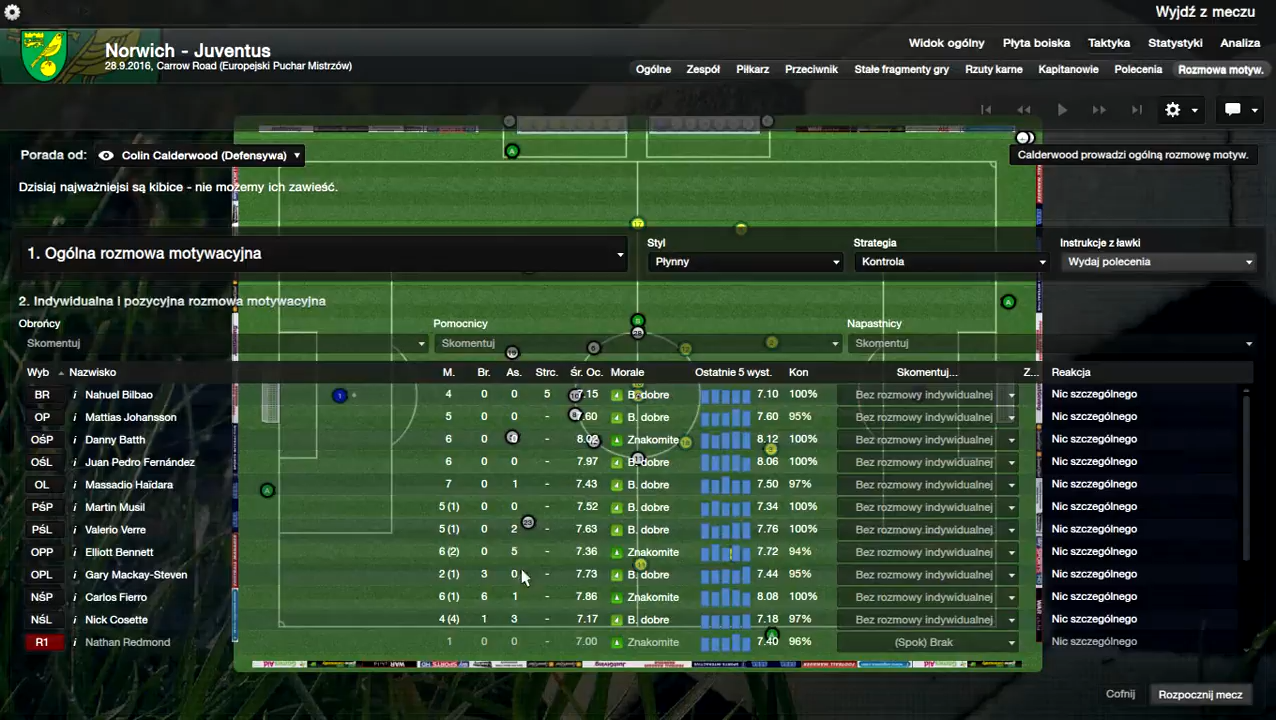 Wyjdź z meczu
Norwich - Juventus
28.9.2016, Carrow Road (Europejski Puchar Mistrzów)
Widok ogólny Płyta boiska Taktyka Statystyki Analiza
Ogólne Zespół Piłkarz Przeciwnik Stałe fragmenty gry Rzuty karne Kapitanowie Polecenia Rozmowa motyw.
Porada od: Colin Calderwood (Defensywa)
Calderwood prowadzi ogólną rozmowę motyw.
Dzisiaj najważniejsi są kibice - nie możemy ich zawieść.
1. Ogólna rozmowa motywacyjna
Styl Strategia Instrukcje z ławki
Płynny Kontrola Wydaj polecenia
2. Indywidualna i pozycyjna rozmowa motywacyjna
Obrońcy Pomocnicy Napastnicy
Skomentuj Skomentuj Skomentuj
Wyb Nazwisko M. Br. As. Strc. Śr. Oc. Morale Ostatnie 5 wyst. Kon Skomentuj... Z... Reakcja
BR i Nahuel Bilbao 4 0 0 5 7.15 B. dobre 7.10 100% Bez rozmowy indywidualnej Nic szczególnego
OP i Mattias Johansson 5 0 0 - 7.60 B. dobre 7.60 95% Bez rozmowy indywidualnej Nic szczególnego
OŚP i Danny Batth 6 0 0 - 8.02 Znakomite 8.12 100% Bez rozmowy indywidualnej Nic szczególnego
OŚL i Juan Pedro Fernández 6 0 0 - 7.97 B. dobre 8.06 100% Bez rozmowy indywidualnej Nic szczególnego
OL i Massadio Haïdara 7 0 1 - 7.43 B. dobre 7.50 97% Bez rozmowy indywidualnej Nic szczególnego
PŚP i Martin Musil 5 (1) 0 0 - 7.52 B. dobre 7.34 100% Bez rozmowy indywidualnej Nic szczególnego
PŚL i Valerio Verre 5 (1) 0 2 - 7.63 B. dobre 7.76 100% Bez rozmowy indywidualnej Nic szczególnego
OPP i Elliott Bennett 6 (2) 0 5 - 7.36 Znakomite 7.72 94% Bez rozmowy indywidualnej Nic szczególnego
OPL i Gary Mackay-Steven 2 (1) 3 0 - 7.73 B. dobre 7.44 95% Bez rozmowy indywidualnej Nic szczególnego
NŚP i Carlos Fierro 6 (1) 6 1 - 7.86 Znakomite 8.08 100% Bez rozmowy indywidualnej Nic szczególnego
NŚL i Nick Cosette 4 (4) 1 3 - 7.17 B. dobre 7.18 97% Bez rozmowy indywidualnej Nic szczególnego
R1 i Nathan Redmond 1 0 0 - 7.00 Znakomite 7.40 96% (Spok) Brak Nic szczególnego
Cofnij Rozpocznij mecz